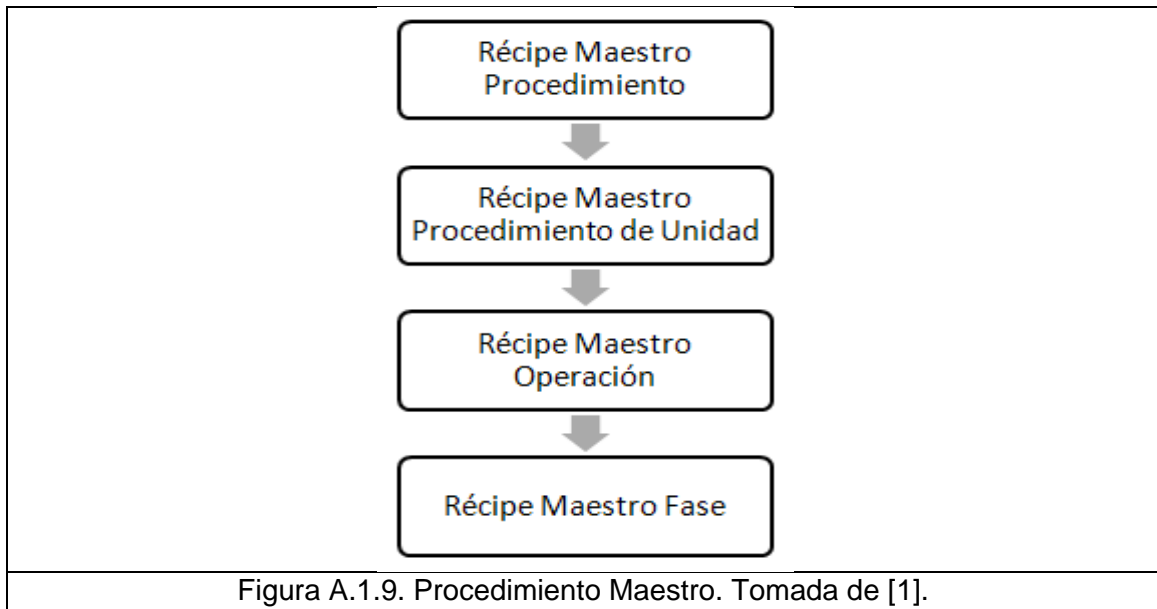 Récipe Maestro
Procedimiento
Récipe Maestro
Procedimiento de Unidad
Récipe Maestro
Operación
Récipe Maestro Fase
Figura A.1.9. Procedimiento Maestro. Tomada de [1].